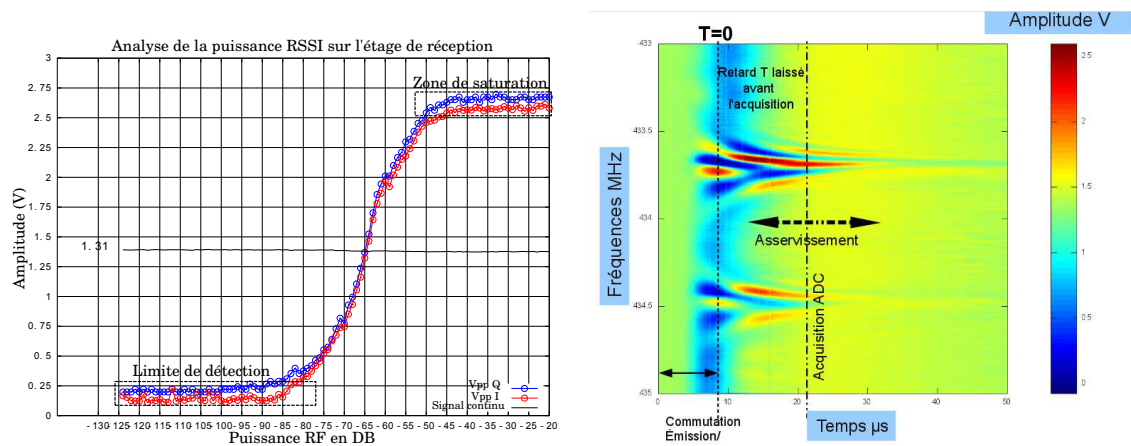 Analyse de la puissance RSSI sur l'étage de réception
3
2.75
2.5
2.25
2
1.75
1.5
1.25
1
0.75
0.5
0.25
0
Amplitude (V)
1. 31
Zone de saturation
Limite de détection
Vpp Q
Vpp I
Signal continu
- 130 - 125 - 120 - 115 - 110 - 105 - 100 - 95 - 90 - 85 - 80 - 75 - 70 - 65 - 60 - 55 - 50 - 45 - 40 - 35 - 30 - 25 - 20
Puissance RF en DB
Amplitude V
T=0
Retard T laissé
avant
l'acquisition
433
433.5
434
434.5
435
Fréquences MHz
Asservissement
Acquisition ADC
2.5
2
1.5
1
0.5
0
0 10 20 30 40 50
Commutation
Émission/
Temps µs